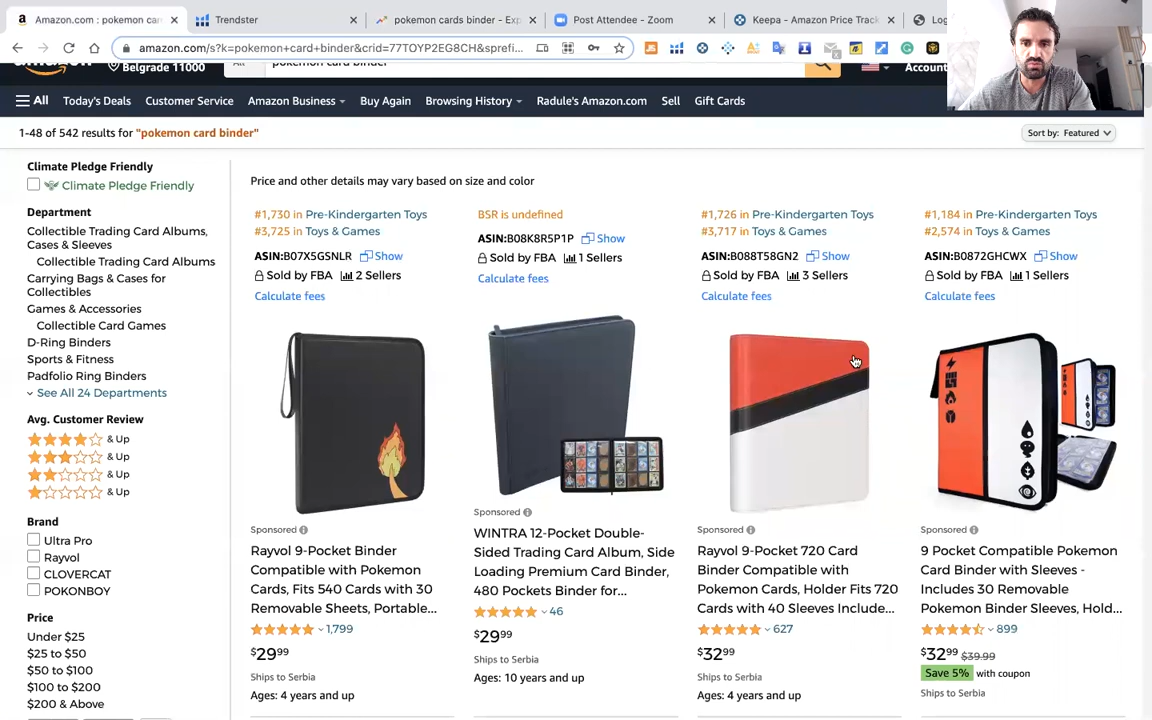 Amazon.com : pokemon car
Trendster
pokemon cards binder - Exp
Post Attendee - Zoom
Keepa - Amazon Price Track
Log
amazon.com/s?k=pokemon+card+binder&crid=77TOYP2EG8CH&sprefi...
Belgrade 11000
All
pokemon card binder
Account
All
Today's Deals
Customer Service
Amazon Business
Buy Again
Browsing History
Radule's Amazon.com
Sell
Gift Cards
1-48 of 542 results for "pokemon card binder"
Sort by: Featured
Climate Pledge Friendly
Climate Pledge Friendly
Department
Collectible Trading Card Albums,
Cases & Sleeves
Collectible Trading Card Albums
Carrying Bags & Cases for
Collectibles
Games & Accessories
Collectible Card Games
D-Ring Binders
Sports & Fitness
Padfolio Ring Binders
See All 24 Departments
Avg. Customer Review
& Up
& Up
& Up
& Up
Brand
Ultra Pro
Rayvol
CLOVERCAT
POKONBOY
Price
Under $25
$25 to $50
$50 to $100
$100 to $200
$200 & Above
Price and other details may vary based on size and color
#1,730 in Pre-Kindergarten Toys
#3,725 in Toys & Games
ASIN:B07X5GSNLR Show
Sold by FBA 2 Sellers
Calculate fees
Sponsored
Rayvol 9-Pocket Binder
Compatible with Pokemon
Cards, Fits 540 Cards with 30
Removable Sheets, Portable...
1,799
$29.99
Ships to Serbia
Ages: 4 years and up
BSR is undefined
ASIN:B08K8R5P1P Show
Sold by FBA 1 Sellers
Calculate fees
Sponsored
WINTRA 12-Pocket Double-
Sided Trading Card Album, Side
Loading Premium Card Binder,
480 Pockets Binder for...
46
$29.99
Ships to Serbia
Ages: 10 years and up
#1,726 in Pre-Kindergarten Toys
#3,717 in Toys & Games
ASIN:B088T58GN2 Show
Sold by FBA 3 Sellers
Calculate fees
Sponsored
Rayvol 9-Pocket 720 Card
Binder Compatible with
Pokemon Cards, Holder Fits 720
Cards with 40 Sleeves Include...
627
$32.99
Ships to Serbia
Ages: 4 years and up
#1,184 in Pre-Kindergarten Toys
#2,574 in Toys & Games
ASIN:B0872GHCWX Show
Sold by FBA 1 Sellers
Calculate fees
Sponsored
9 Pocket Compatible Pokemon
Card Binder with Sleeves -
Includes 30 Removable
Pokemon Binder Sleeves, Hold...
899
$32.99 $39.99
Save 5% with coupon
Ships to Serbia